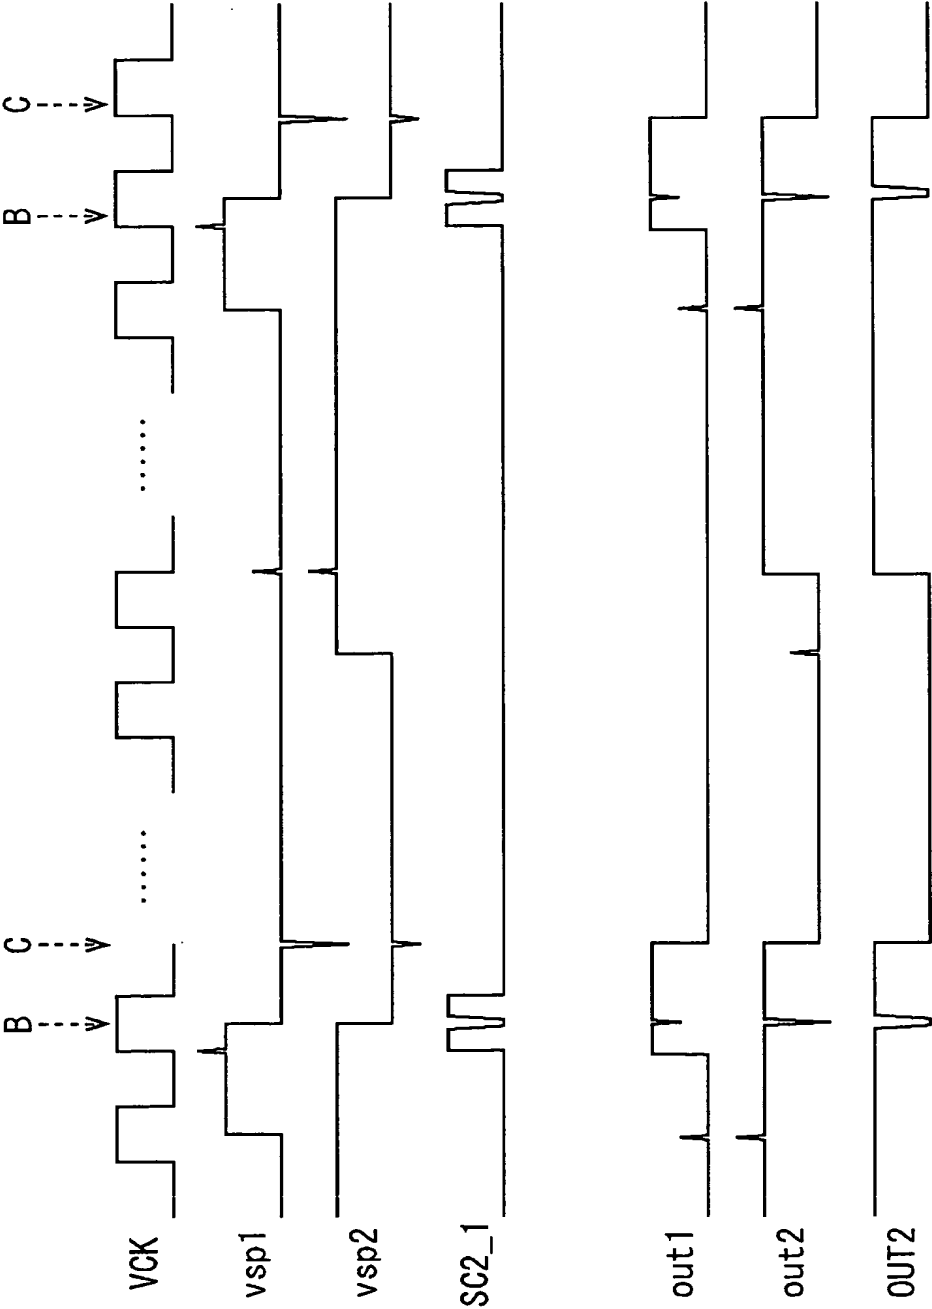 B
C
B
C
VCK
......
......
vsp1
vsp2
SC2_1
out1
out2
OUT2